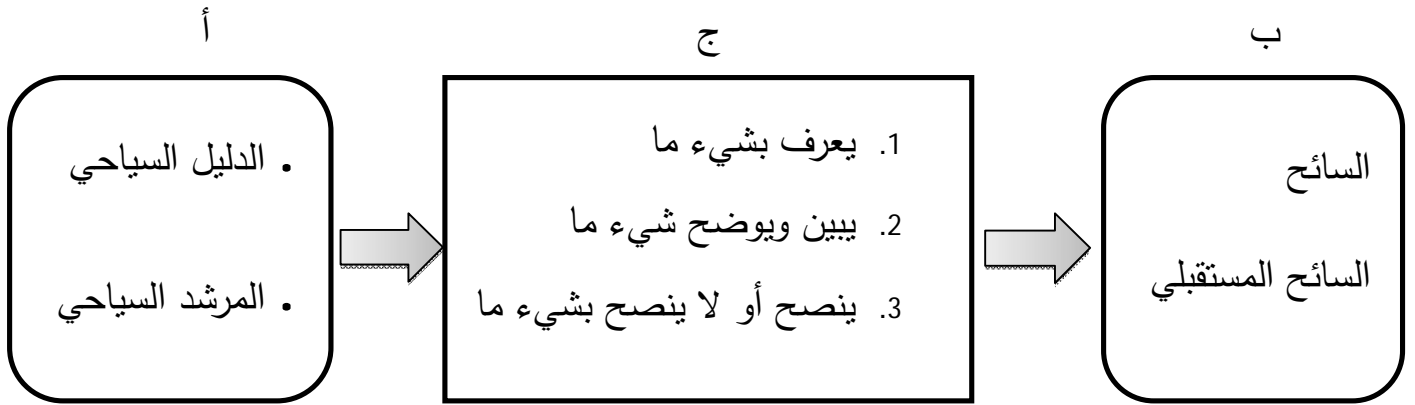 أ
ج
ب
• الدليل السياحي
• المرشد السياحي
1. يعرف بشيء ما
2. يبين ويوضح شيء ما
3. ينصح أو لا ينصح بشيء ما
السائح
السائح المستقبلي